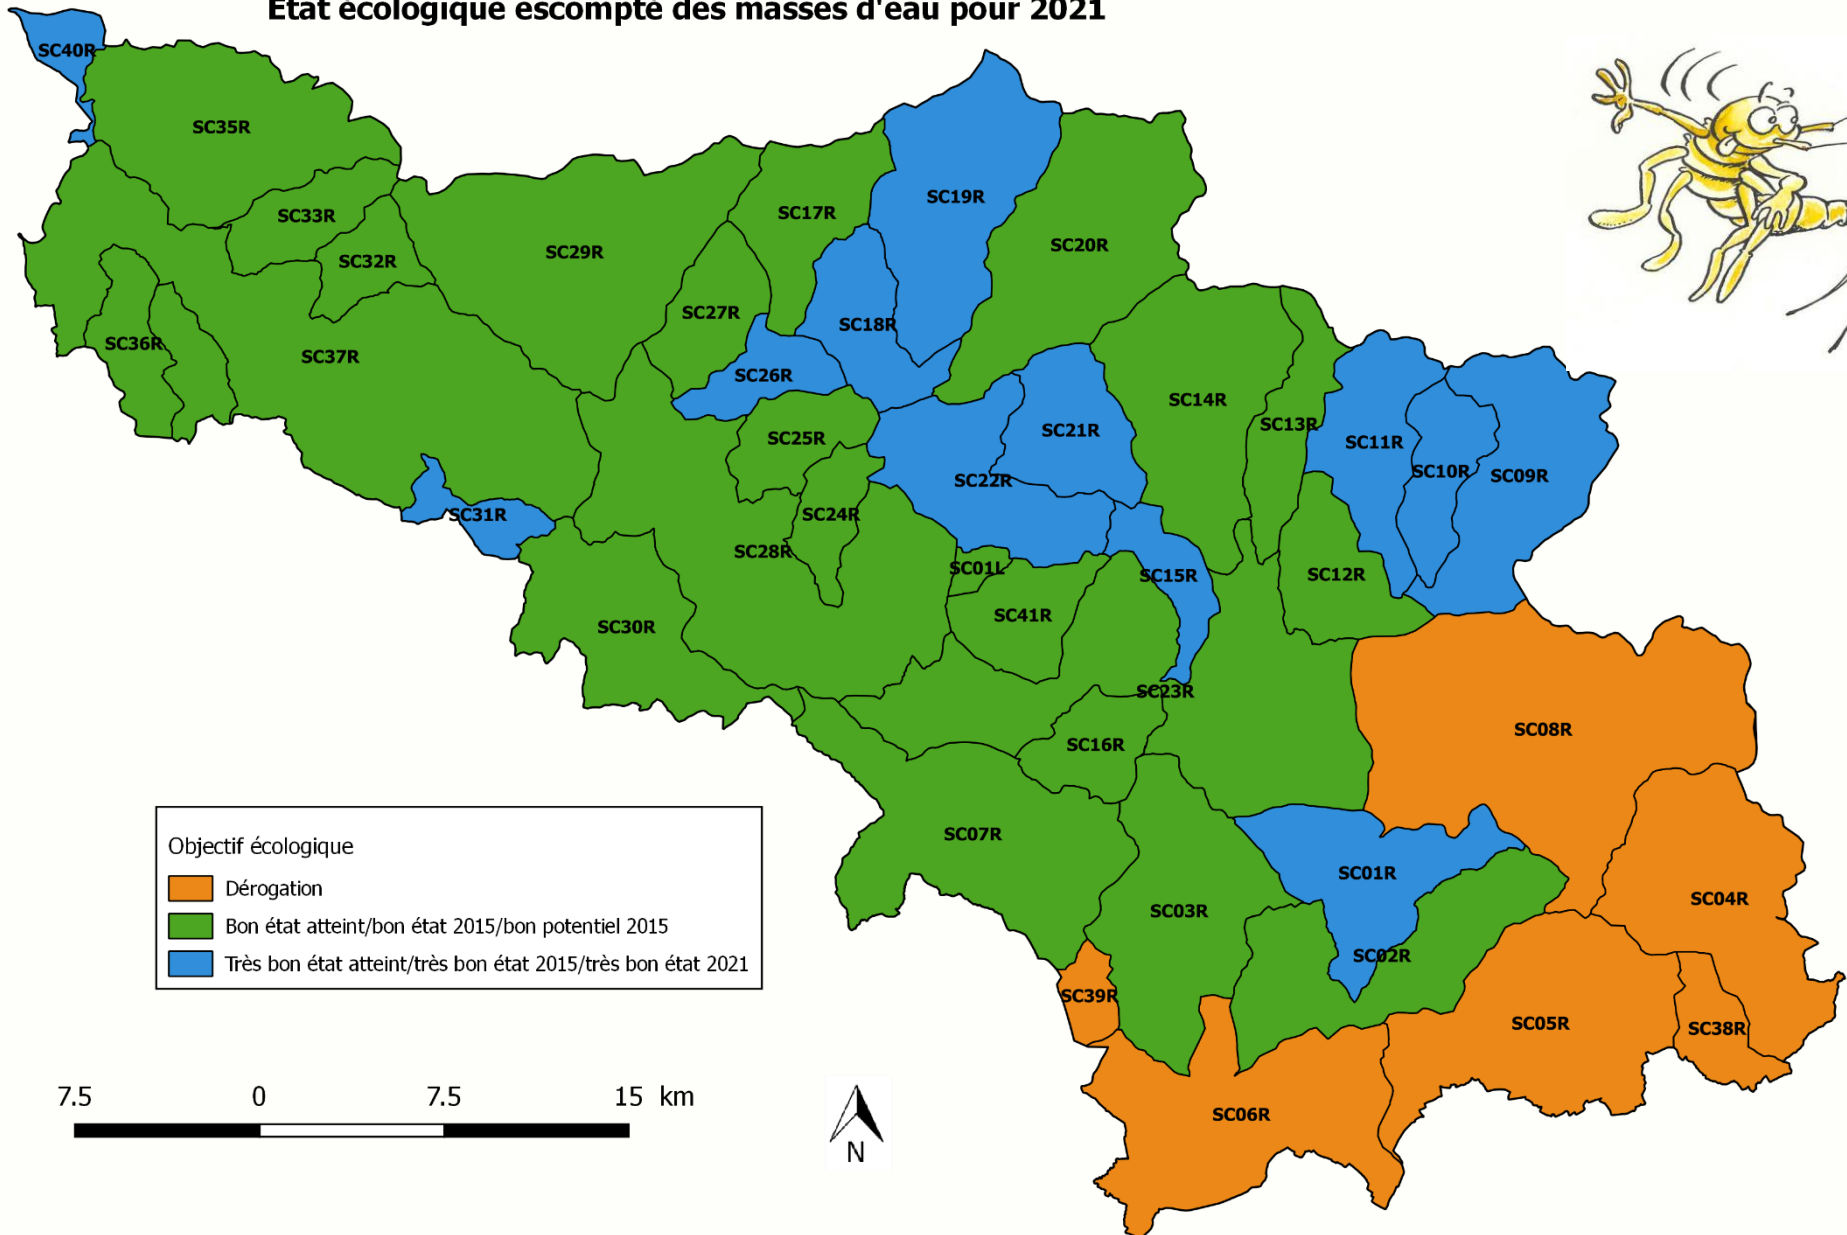 Etat écologique escompté des masses d'eau pour 2021
SC40R
SC35R
SC33R
SC32R
SC29R
SC17R
SC19R
SC20R
SC27R
SC18R
SC36R
SC37R
SC26R
SC25R
SC22R
SC21R
SC14R
SC13R
SC11R
SC10R
SC09R
SC31R
SC24R
SC28R
SC01L
SC15R
SC12R
SC30R
SC41R
SC23R
SC16R
SC08R
SC07R
SC03R
SC01R
SC04R
SC02R
SC39R
SC05R
SC38R
SC06R
Objectif écologique
Dérogation
Bon état atteint/bon état 2015/bon potentiel 2015
Très bon état atteint/très bon état 2015/très bon état 2021
7.5 0 7.5 15 km
N